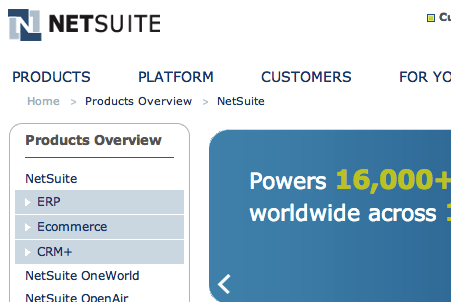 NETSUITE
Cu
PRODUCTS PLATFORM CUSTOMERS FOR YO
Home > Products Overview > NetSuite
Products Overview
NetSuite
ERP
Ecommerce
CRM+
NetSuite OneWorld
NetSuite OpenAir
Powers 16,000+
worldwide across